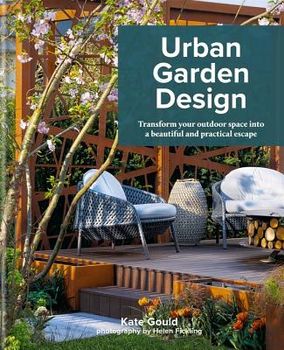 Urban
Garden
Design
Transform your outdoor space into
a beautiful and practical escape
Kate Gould
photography by Helen Fickling